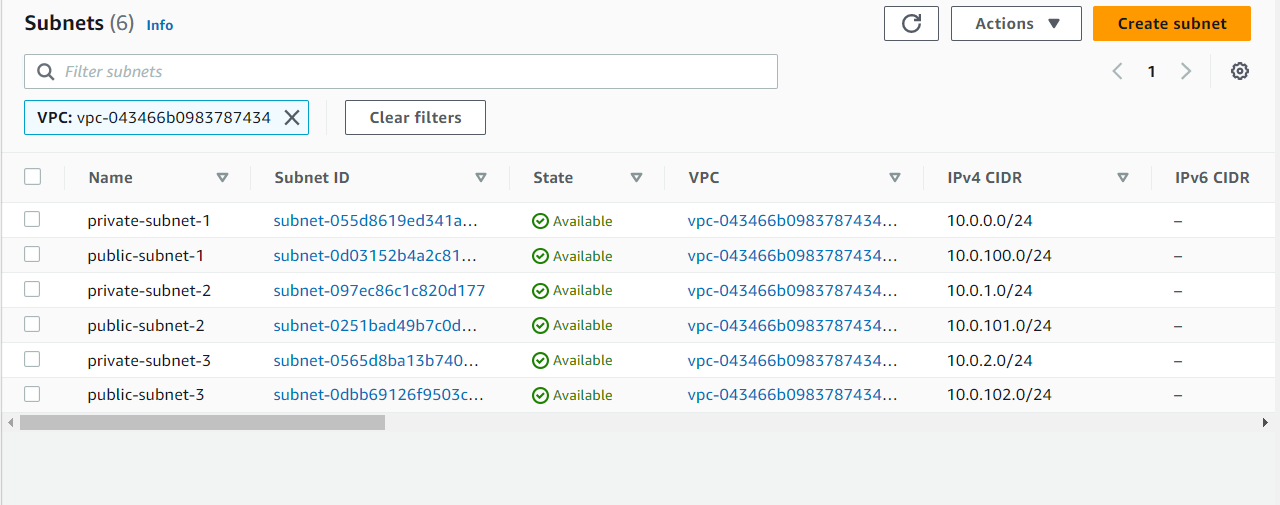 Subnets (6) Info
Actions
Create subnet
Filter subnets
1
VPC: vpc-043466b0983787434
Clear filters
Name Subnet ID State VPC IPv4 CIDR IPv6 CIDR
private-subnet-1 subnet-055d8619ed341a... Available vpc-043466b0983787434... 10.0.0.0/24 –
public-subnet-1 subnet-0d03152b4a2c81... Available vpc-043466b0983787434... 10.0.100.0/24 –
private-subnet-2 subnet-097ec86c1c820d177 Available vpc-043466b0983787434... 10.0.1.0/24 –
public-subnet-2 subnet-0251bad49b7c0d... Available vpc-043466b0983787434... 10.0.101.0/24 –
private-subnet-3 subnet-0565d8ba13b740... Available vpc-043466b0983787434... 10.0.2.0/24 –
public-subnet-3 subnet-0dbb69126f9503c... Available vpc-043466b0983787434... 10.0.102.0/24 –